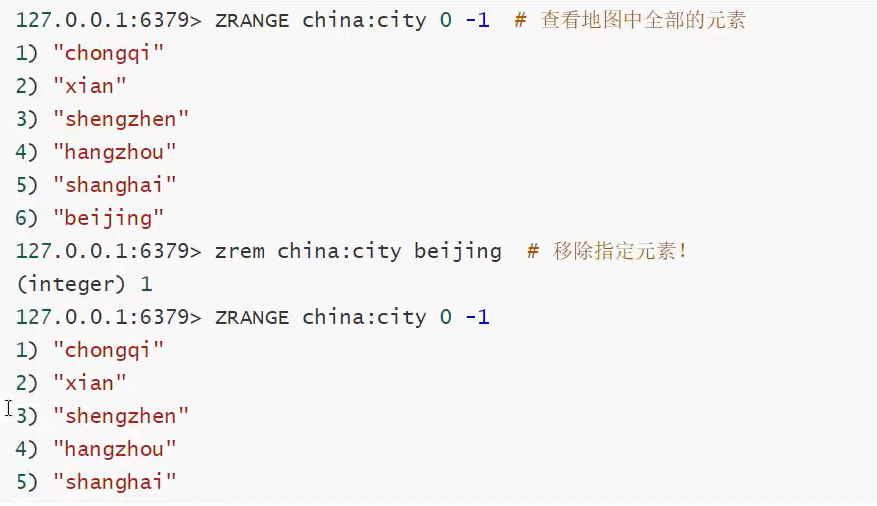 127.0.0.1:6379> ZRANGE china:city 0 -1  # 查看地图中全部的元素
1) "chongqi"
2) "xian"
3) "shengzhen"
4) "hangzhou"
5) "shanghai"
6) "beijing"
127.0.0.1:6379> zrem china:city beijing  # 移除指定元素!
(integer) 1
127.0.0.1:6379> ZRANGE china:city 0 -1
1) "chongqi"
2) "xian"
3) "shengzhen"
4) "hangzhou"
5) "shanghai"